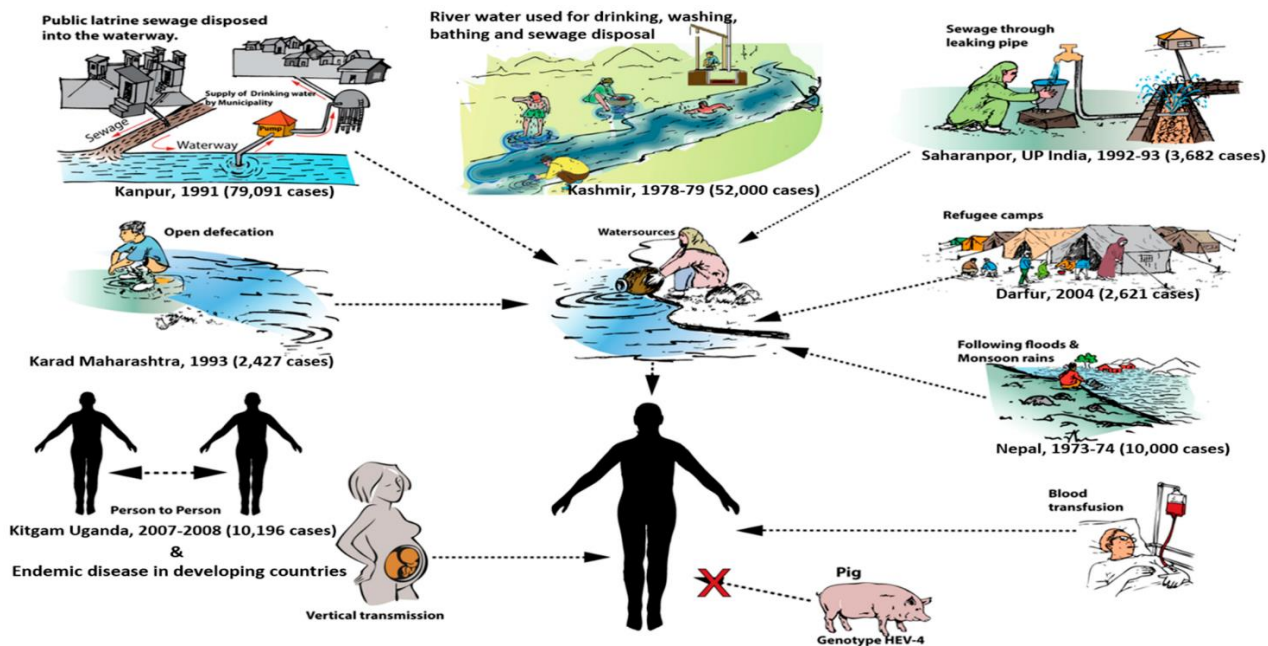 Public latrine sewage disposed
into the waterway.
Supply of Drinking water
by Municipality
Sewage
Pump
Waterway
Kanpur, 1991 (79,091 cases)
River water used for drinking, washing,
bathing and sewage disposal
Kashmir, 1978-79 (52,000 cases)
Sewage through
leaking pipe
Saharanpor, UP India, 1992-93 (3,682 cases)
Open defecation
Karad Maharashtra, 1993 (2,427 cases)
Watersources
Refugee camps
Darfur, 2004 (2,621 cases)
Following floods &
Monsoon rains
Nepal, 1973-74 (10,000 cases)
Person to Person
Kitgam Uganda, 2007-2008 (10,196 cases)
&
Endemic disease in developing countries
Vertical transmission
Blood
transfusion
X
Pig
Genotype HEV-4